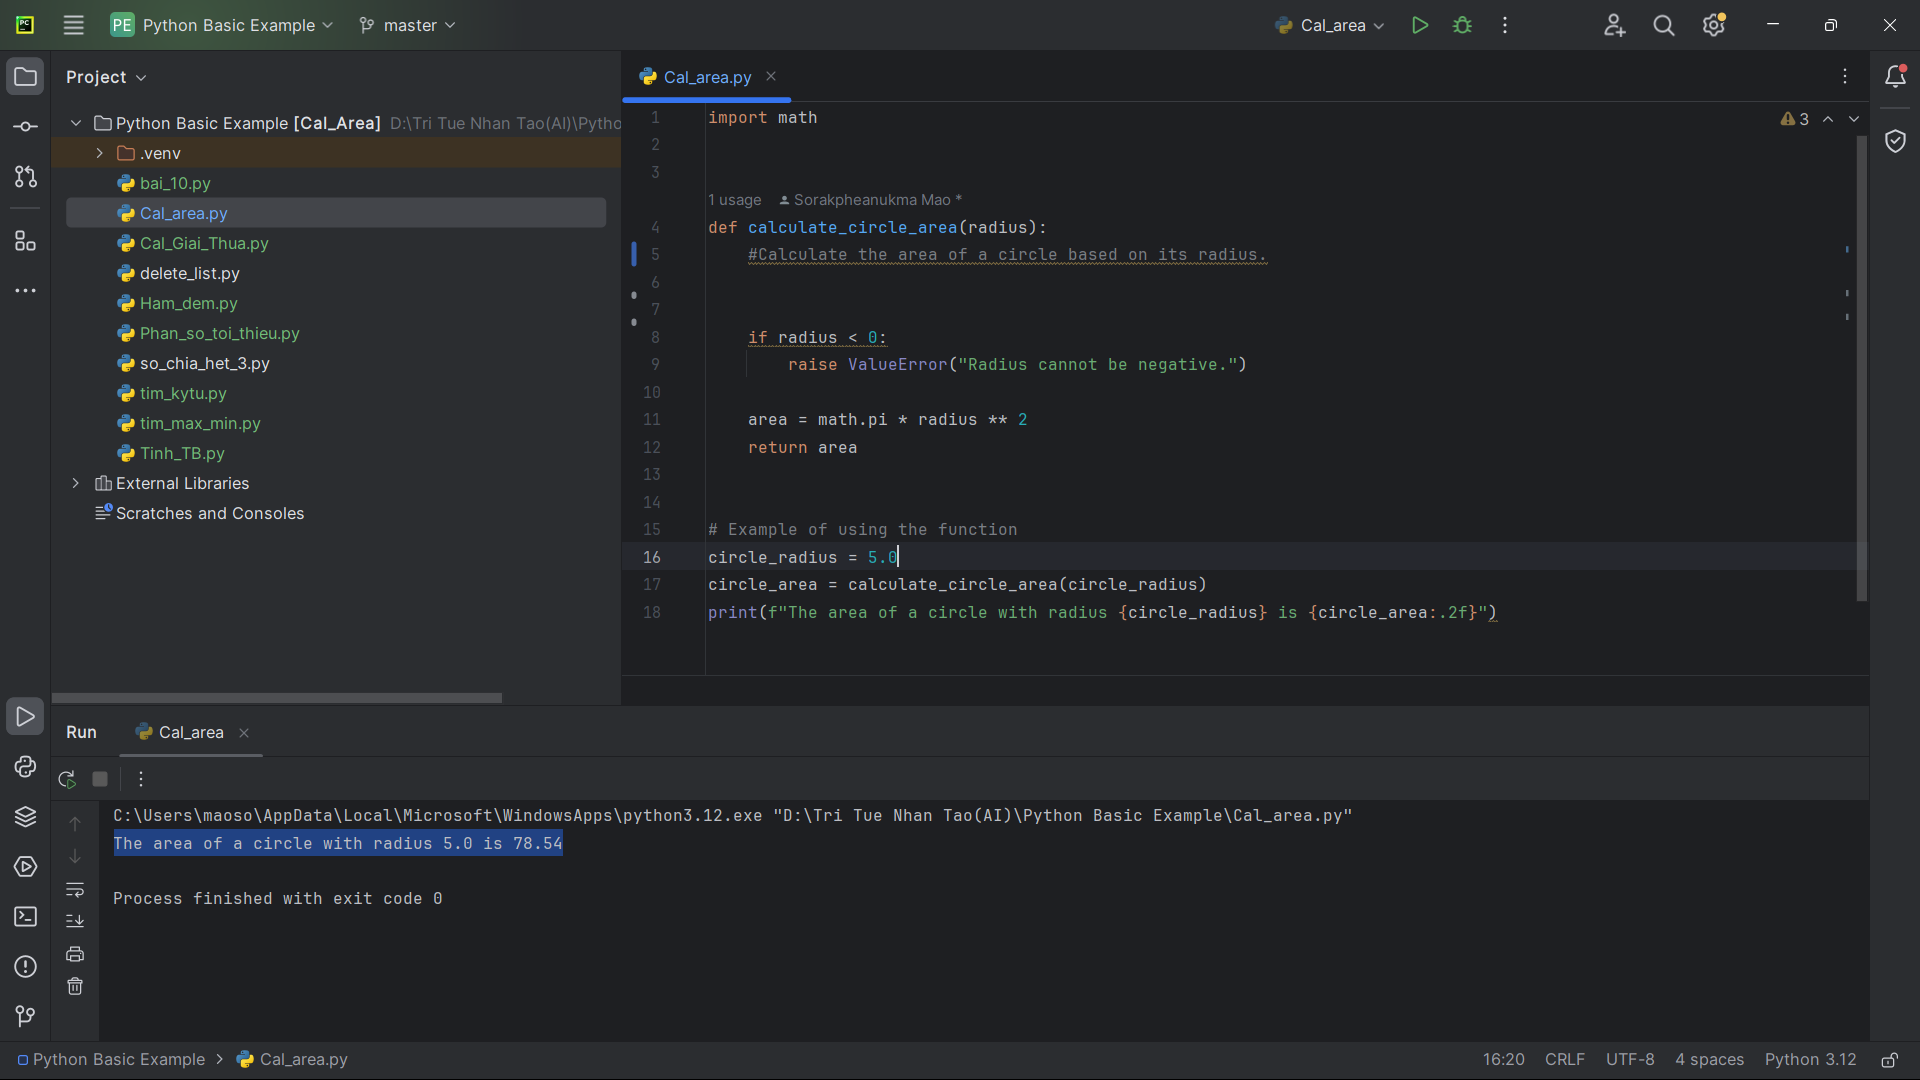 PE Python Basic Example master Cal_area
Project
Cal_area.py
Python Basic Example [Cal_Area] D:\Tri Tue Nhan Tao(AI)\Pytho
.venv
bai_10.py
Cal_area.py
Cal_Giai_Thua.py
delete_list.py
Ham_dem.py
Phan_so_toi_thieu.py
so_chia_het_3.py
tim_kytu.py
tim_max_min.py
Tinh_TB.py
External Libraries
Scratches and Consoles
1 import math
3
2
3
1 usage Sorakpheanukma Mao *
4 def calculate_circle_area(radius):
5 #Calculate the area of a circle based on its radius.
6
7
8 if radius < 0:
9 raise ValueError("Radius cannot be negative.")
10
11 area = math.pi * radius ** 2
12 return area
13
14
15 # Example of using the function
16 circle_radius = 5.0
17 circle_area = calculate_circle_area(circle_radius)
18 print(f"The area of a circle with radius {circle_radius} is {circle_area:.2f}")
Run Cal_area
C:\Users\maoso\AppData\Local\Microsoft\WindowsApps\python3.12.exe "D:\Tri Tue Nhan Tao(AI)\Python Basic Example\Cal_area.py"
The area of a circle with radius 5.0 is 78.54
Process finished with exit code 0
Python Basic Example > Cal_area.py 16:20 CRLF UTF-8 4 spaces Python 3.12